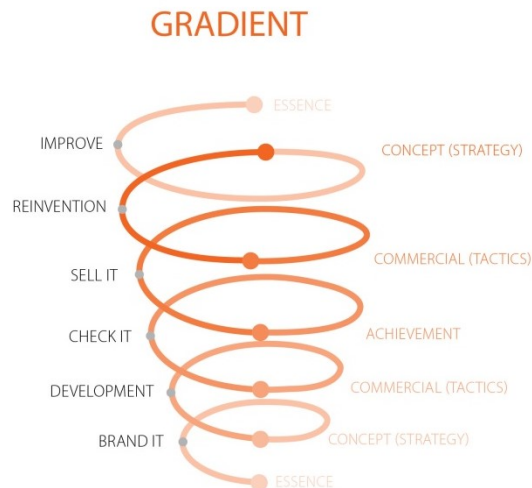 GRADIENT
ESSENCE
IMPROVE
CONCEPT (STRATEGY)
REINVENTION
COMMERCIAL (TACTICS)
SELL IT
CHECK IT
ACHIEVEMENT
DEVELOPMENT
COMMERCIAL (TACTICS)
BRAND IT
CONCEPT (STRATEGY)
ESSENCE